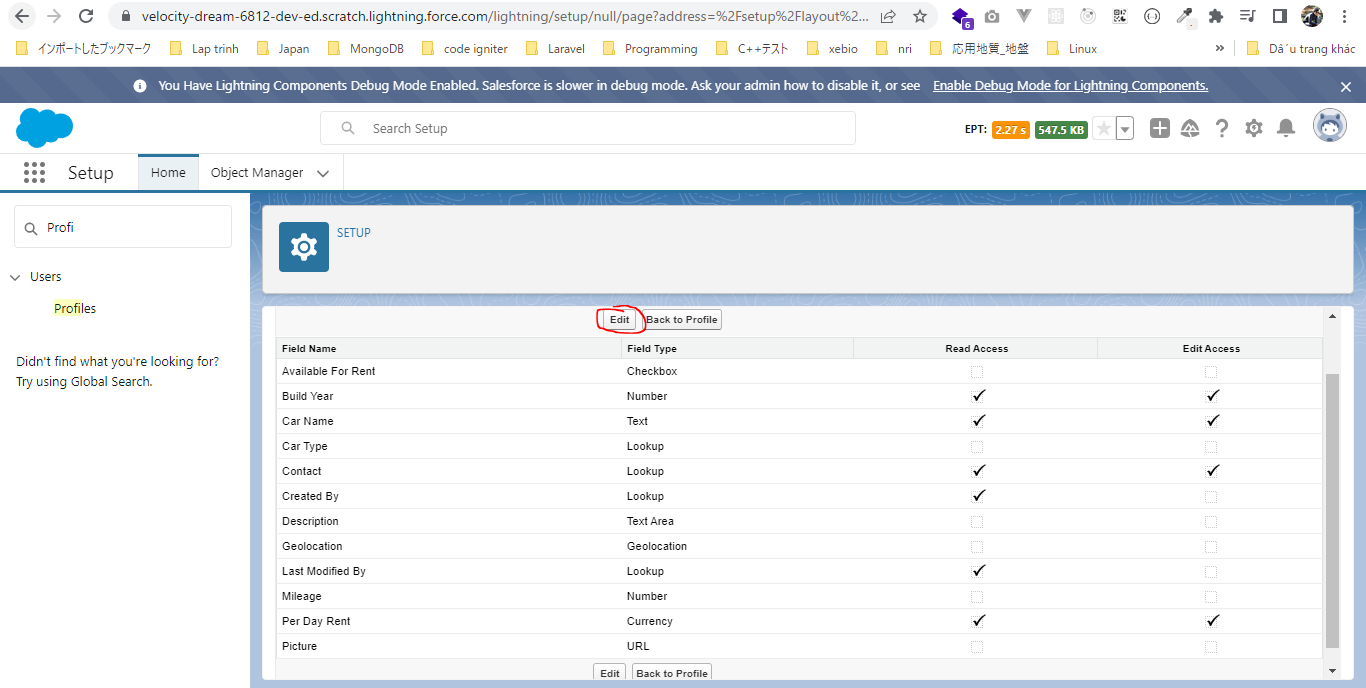 velocity-dream-6812-dev-ed.scratch.lightning.force.com/lightning/setup/null/page?address=%2Fsetup%2Flayout%2...
6
インポートしたブックマーク Lap trinh Japan MongoDB code igniter Laravel Programming C++テスト xebio nri 応用地質_地盤 Linux » Dấu trang khác
You Have Lightning Components Debug Mode Enabled. Salesforce is slower in debug mode. Ask your admin how to disable it, or see Enable Debug Mode for Lightning Components.
Search Setup EPT: 2.27 s 547.5 KB
Setup Home Object Manager
Profi
Users
Profiles
Didn't find what you're looking for?
Try using Global Search.
SETUP
Edit Back to Profile
Field Name Field Type Read Access Edit Access
Available For Rent Checkbox
Build Year Number
Car Name Text
Car Type Lookup
Contact Lookup
Created By Lookup
Description Text Area
Geolocation Geolocation
Last Modified By Lookup
Mileage Number
Per Day Rent Currency
Picture URL
Edit Back to Profile